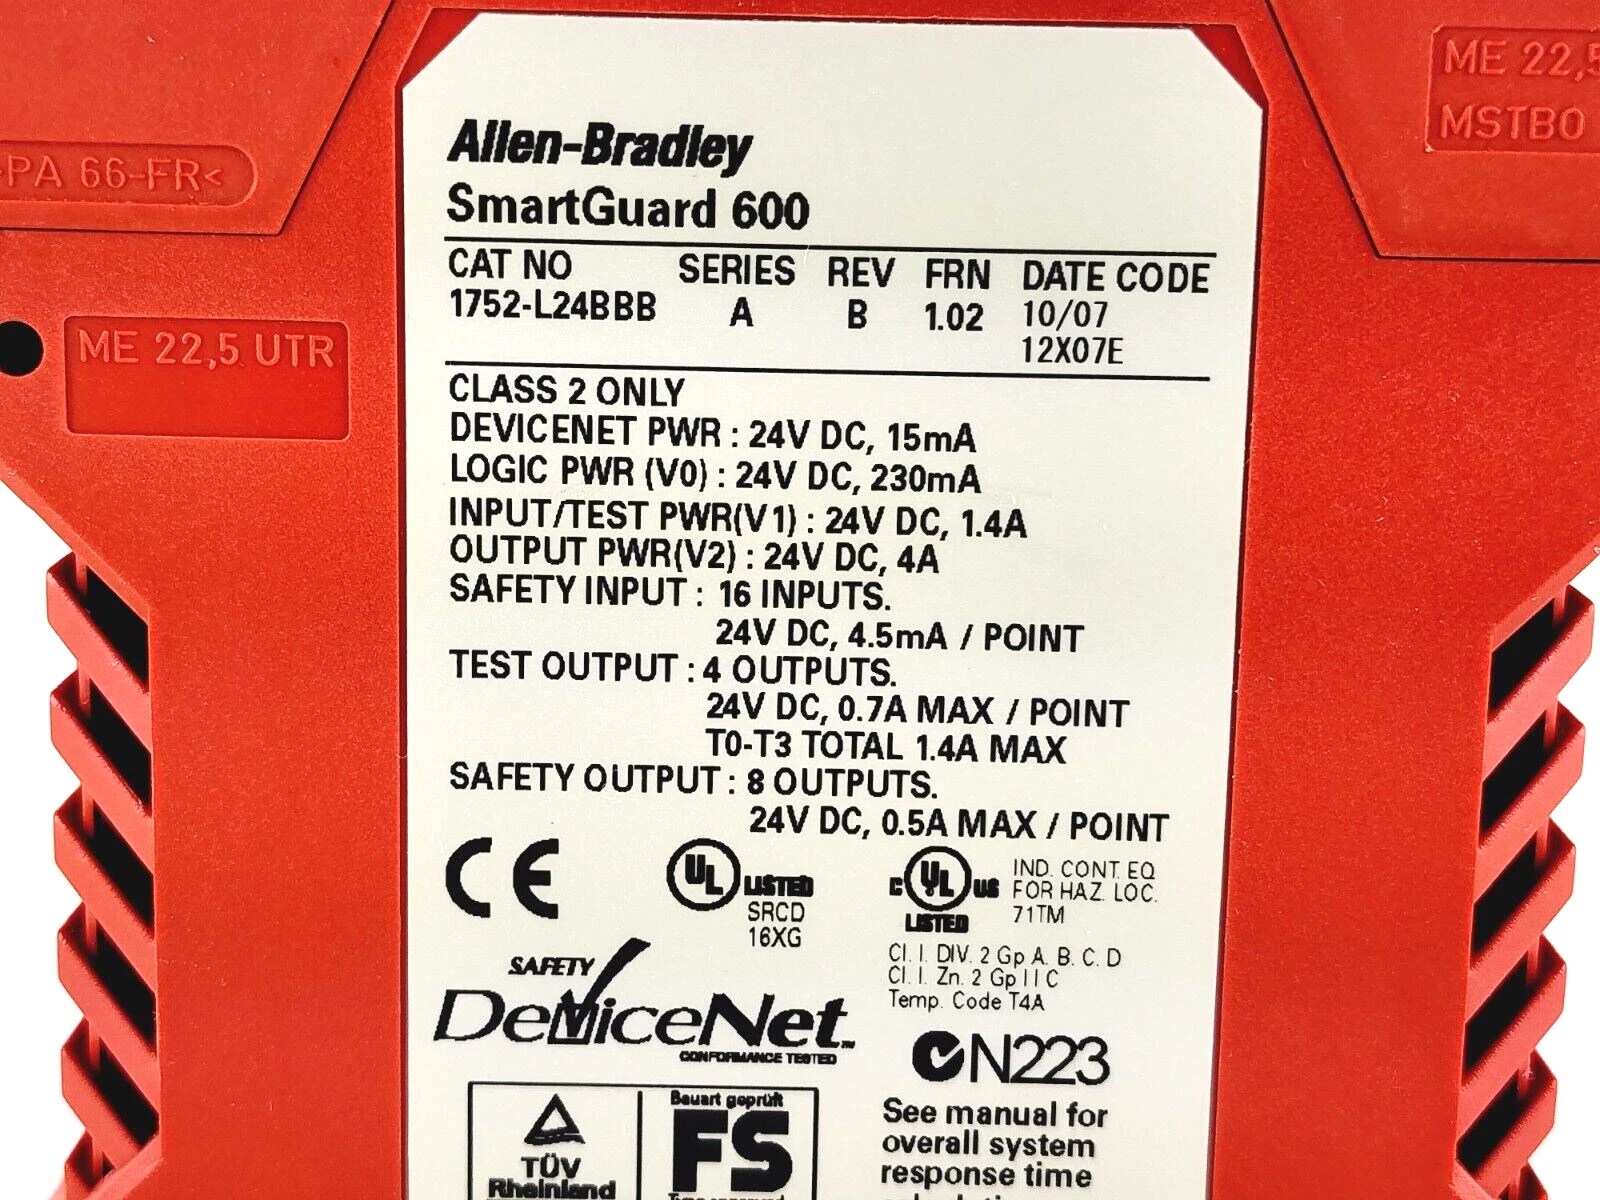 Allen-Bradley
SmartGuard 600
CAT NO SERIES REV FRN DATE CODE
1752-L24BBB A B 1.02 10/07
12X07E
CLASS 2 ONLY
DEVICENET PWR : 24V DC, 15mA
LOGIC PWR (V0) : 24V DC, 230mA
INPUT/TEST PWR(V1) : 24V DC, 1.4A
OUTPUT PWR(V2) : 24V DC, 4A
SAFETY INPUT : 16 INPUTS.
24V DC, 4.5mA / POINT
TEST OUTPUT : 4 OUTPUTS.
24V DC, 0.7A MAX / POINT
T0-T3 TOTAL 1.4A MAX
SAFETY OUTPUT : 8 OUTPUTS.
24V DC, 0.5A MAX / POINT
CE
UL LISTED
SRCD
16XG
C UL US
LISTED
IND. CONT. EQ
FOR HAZ. LOC.
71TM
Cl. I. DIV. 2 Gp A. B. C. D
Cl. I. Zn. 2 Gp IIC
Temp. Code T4A
SAFETY
DeviceNet™
CONFORMANCE TESTED
N223
TÜV
Rheinland
Bauart geprüft
FS
See manual for
overall system
response time
PA 66-FR<
ME 22,5 UTR
ME 22,5
MSTBO